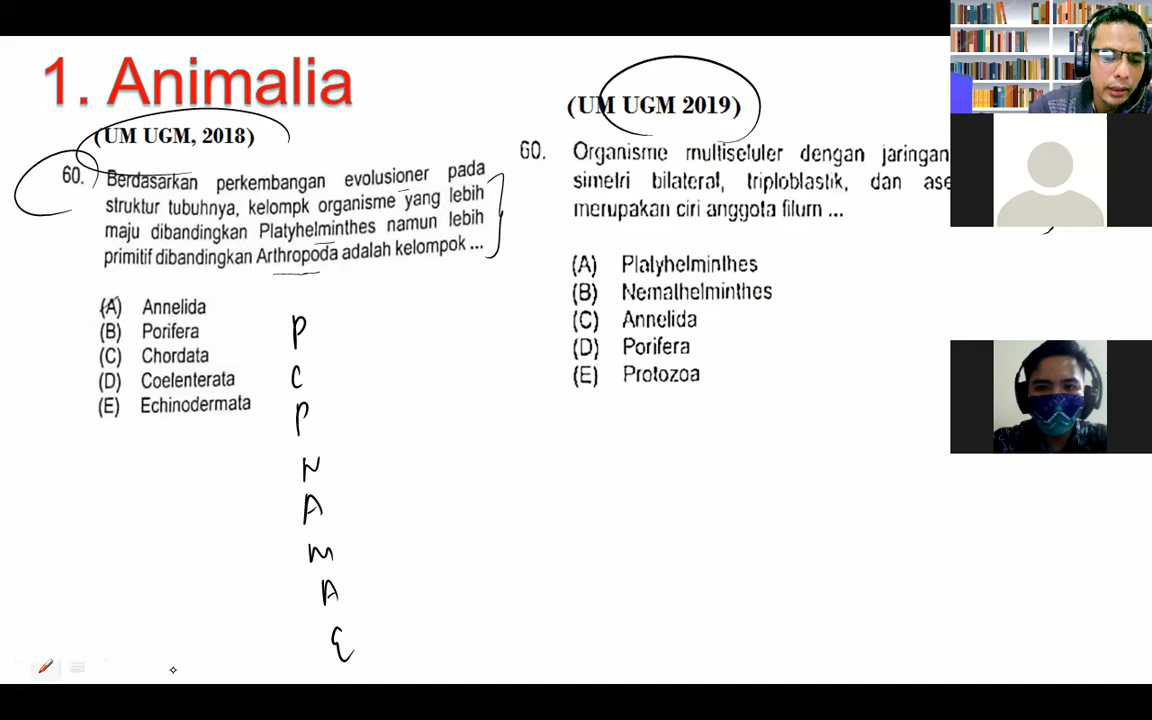 1. Animalia
(UM UGM, 2018)
60. Berdasarkan perkembangan evolusioner pada
struktur tubuhnya, kelompk organisme yang lebih
maju dibandingkan Platyhelminthes namun lebih
primitif dibandingkan Arthropoda adalah kelompok ...
(A) Annelida
(B) Porifera
(C) Chordata
(D) Coelenterata
(E) Echinodermata
P
C
P
N
A
M
A
E
(UM UGM 2019)
60. Organisme multiseluler dengan jaringan
simetri bilateral, triploblastik, dan ase
merupakan ciri anggota filum ...
(A) Platyhelminthes
(B) Nemathelminthes
(C) Annelida
(D) Porifera
(E) Protozoa